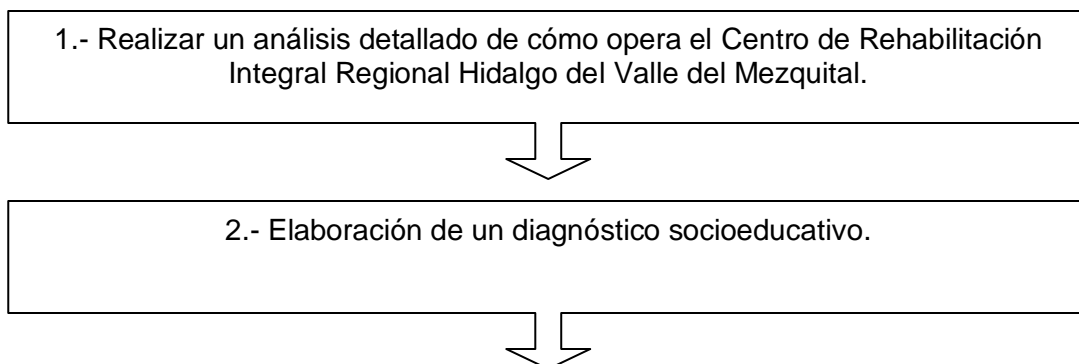 1.- Realizar un análisis detallado de cómo opera el Centro de Rehabilitación
Integral Regional Hidalgo del Valle del Mezquital.
2.- Elaboración de un diagnóstico socioeducativo.